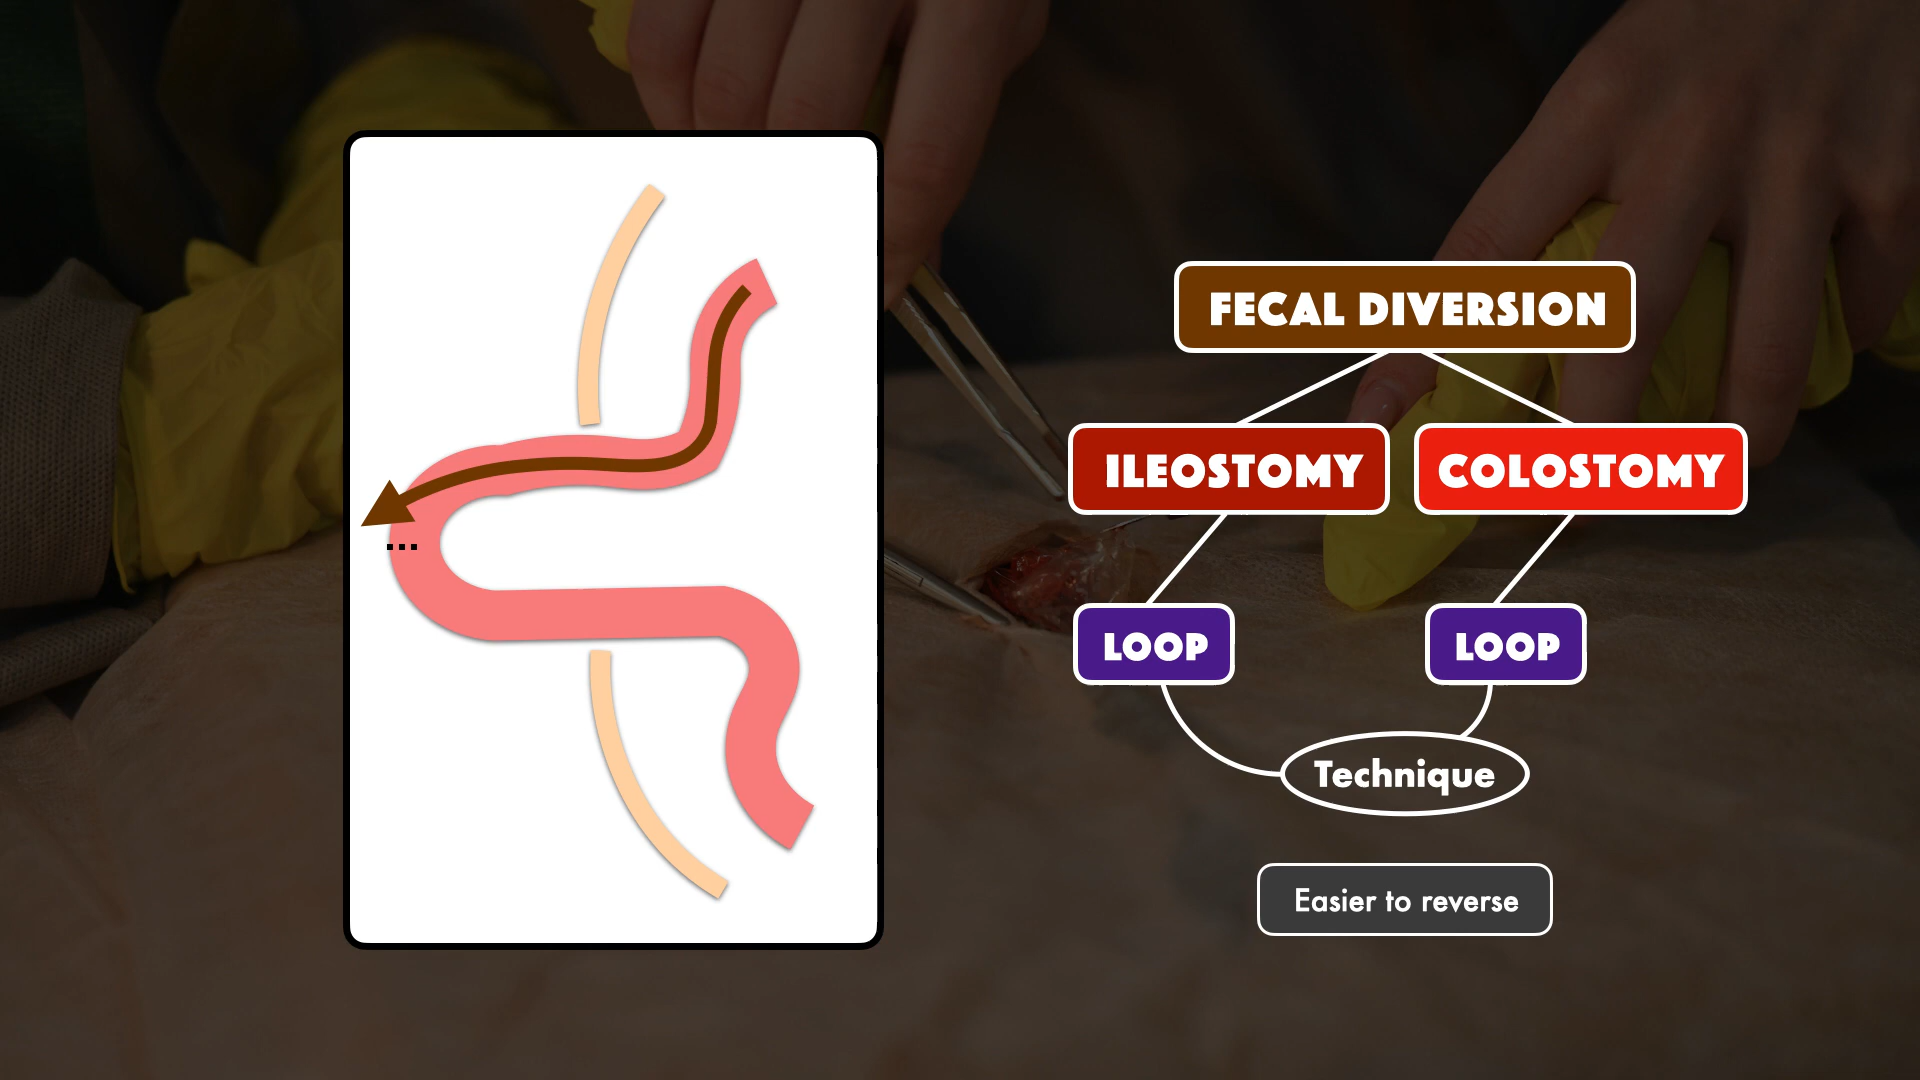 FECAL DIVERSION
ILEOSTOMY
COLOSTOMY
LOOP
LOOP
Technique
Easier to reverse